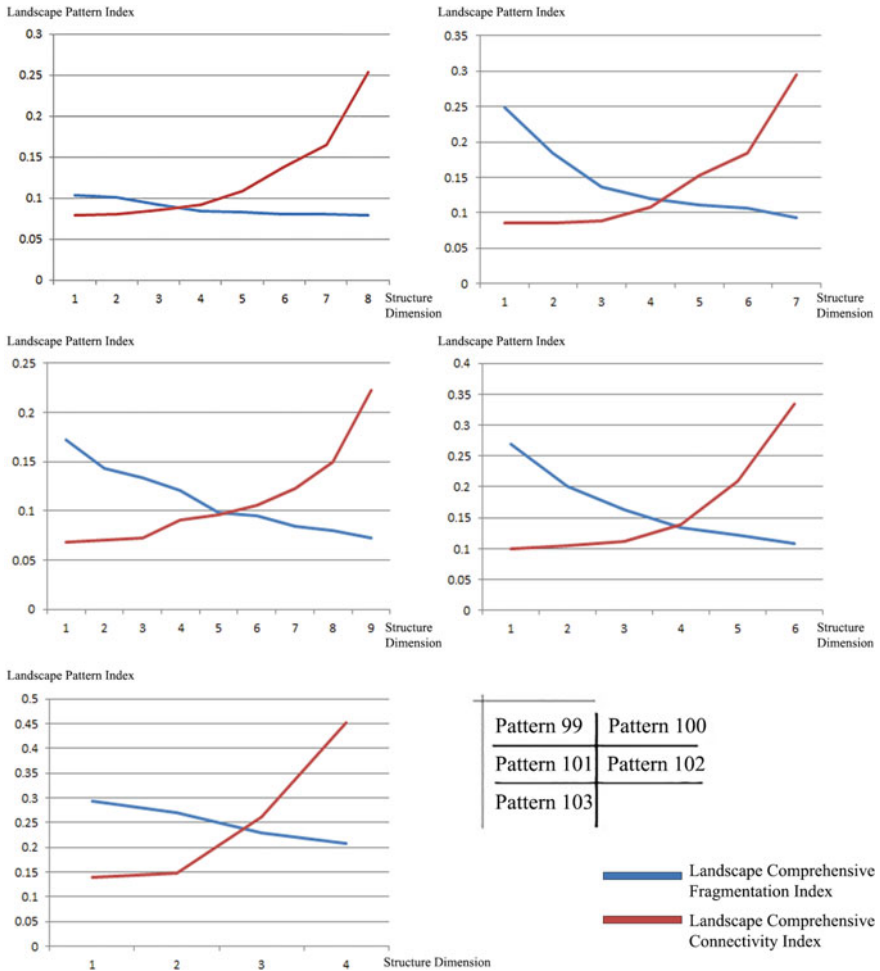 Landscape Pattern Index
0.3
0.25
0.2
0.15
0.1
0.05
0
1 2 3 4 5 6 7 8
Structure
Dimension
Landscape Pattern Index
0.35
0.3
0.25
0.2
0.15
0.1
0.05
0
1 2 3 4 5 6 7
Structure
Dimension
Landscape Pattern Index
0.25
0.2
0.15
0.1
0.05
0
1 2 3 4 5 6 7 8 9
Structure
Dimension
Landscape Pattern Index
0.4
0.35
0.3
0.25
0.2
0.15
0.1
0.05
0
1 2 3 4 5 6
Structure
Dimension
Landscape Pattern Index
0.5
0.45
0.4
0.35
0.3
0.25
0.2
0.15
0.1
0.05
0
1 2 3 4
Structure Dimension
Pattern 99 Pattern 100
Pattern 101 Pattern 102
Pattern 103
Landscape Comprehensive
Fragmentation Index
Landscape Comprehensive
Connectivity Index